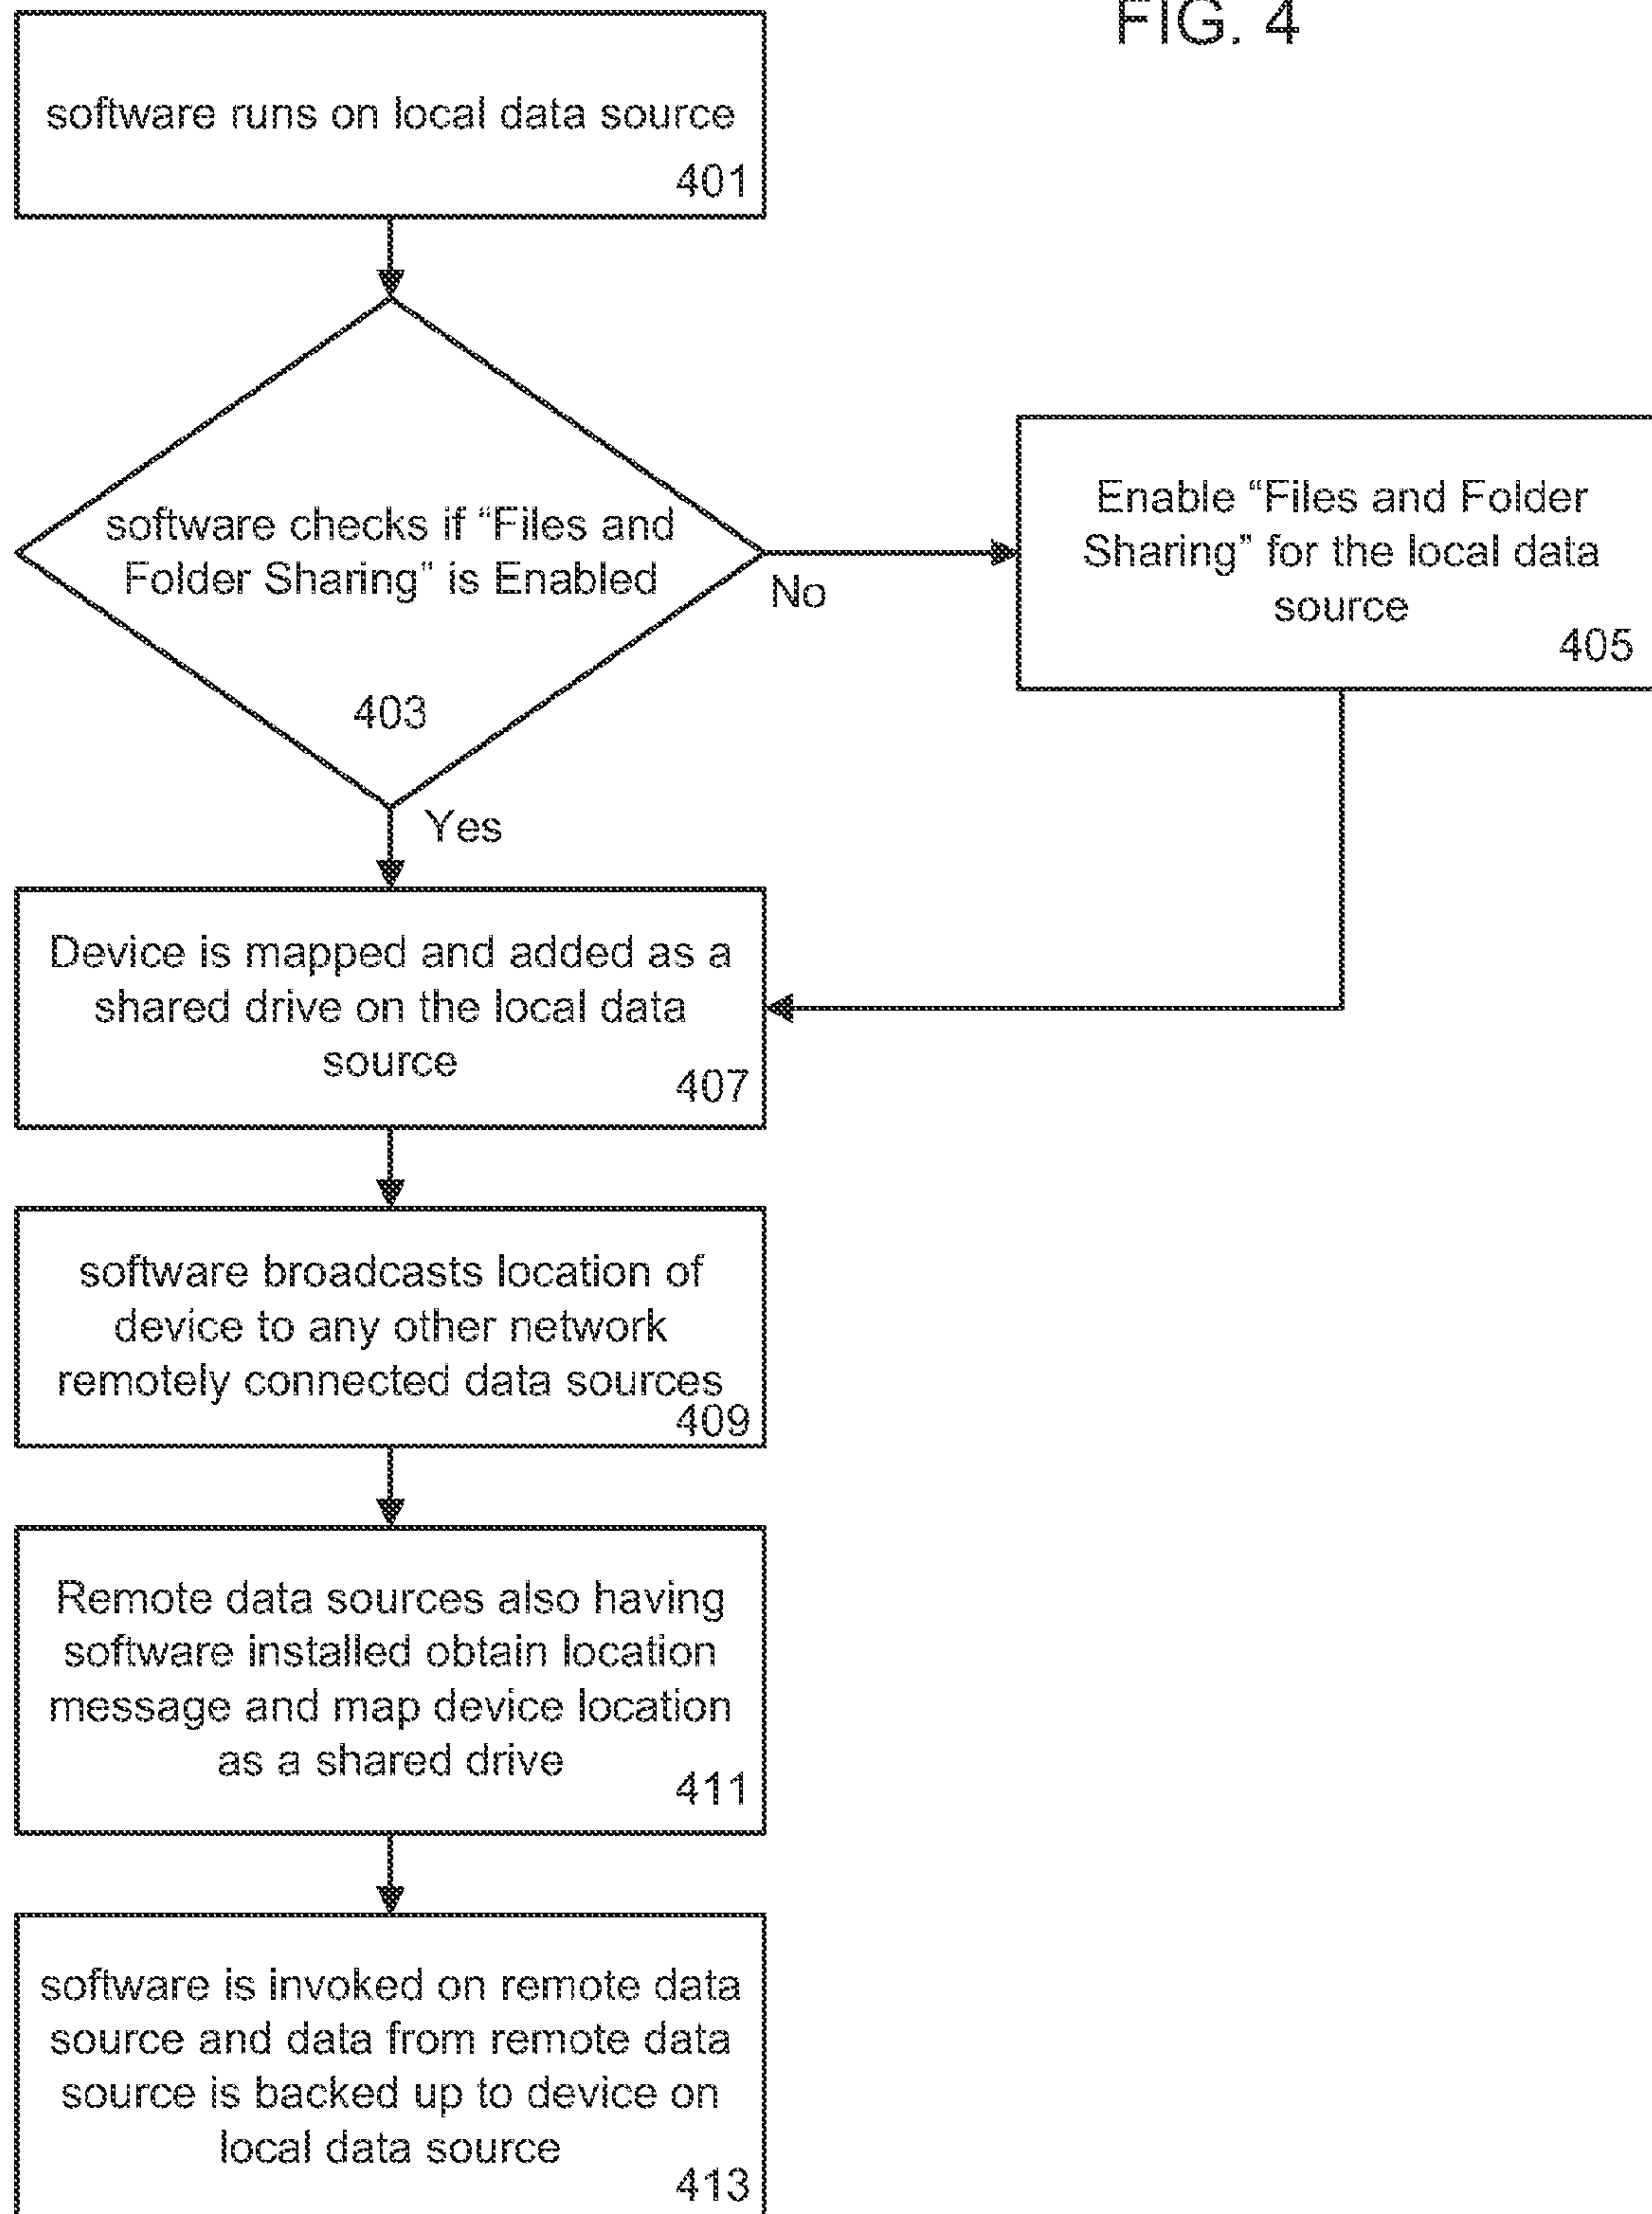 FIG. 4
software runs on local data source
401
software checks if “Files and
Folder Sharing” is Enabled
403
No
Yes
Enable “Files and Folder
Sharing” for the local data
source
405
Device is mapped and added as a
shared drive on the local data
source
407
software broadcasts location of
device to any other network
remotely connected data sources
409
Remote data sources also having
software installed obtain location
message and map device location
as a shared drive
411
software is invoked on remote data
source and data from remote data
source is backed up to device on
local data source
413